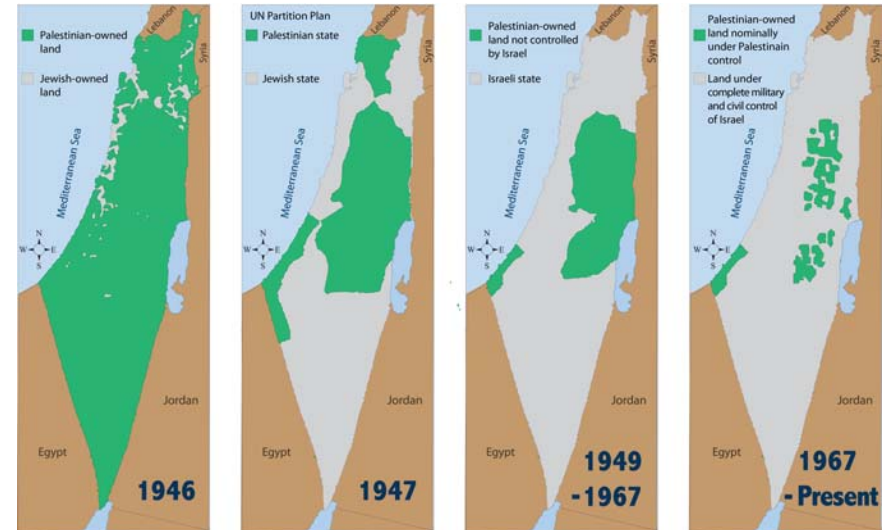 Palestinian-owned
land
Jewish-owned
land
Lebanon
Syria
Mediterranean Sea
N
W
E
S
Jordan
Egypt
1946
UN Partition Plan
Palestinian state
Jewish state
Lebanon
Syria
Mediterranean Sea
N
W
E
S
Jordan
Egypt
1947
Palestinian-owned
land not controlled
by Israel
Israeli state
Lebanon
Syria
Mediterranean Sea
N
W
E
S
Jordan
Egypt
1949
-1967
Palestinian-owned
land nominally
under Palestinain
control
Land under
complete military
and civil control
of Israel
Lebanon
Syria
Mediterranean Sea
N
W
E
S
Jordan
Egypt
1967
- Present